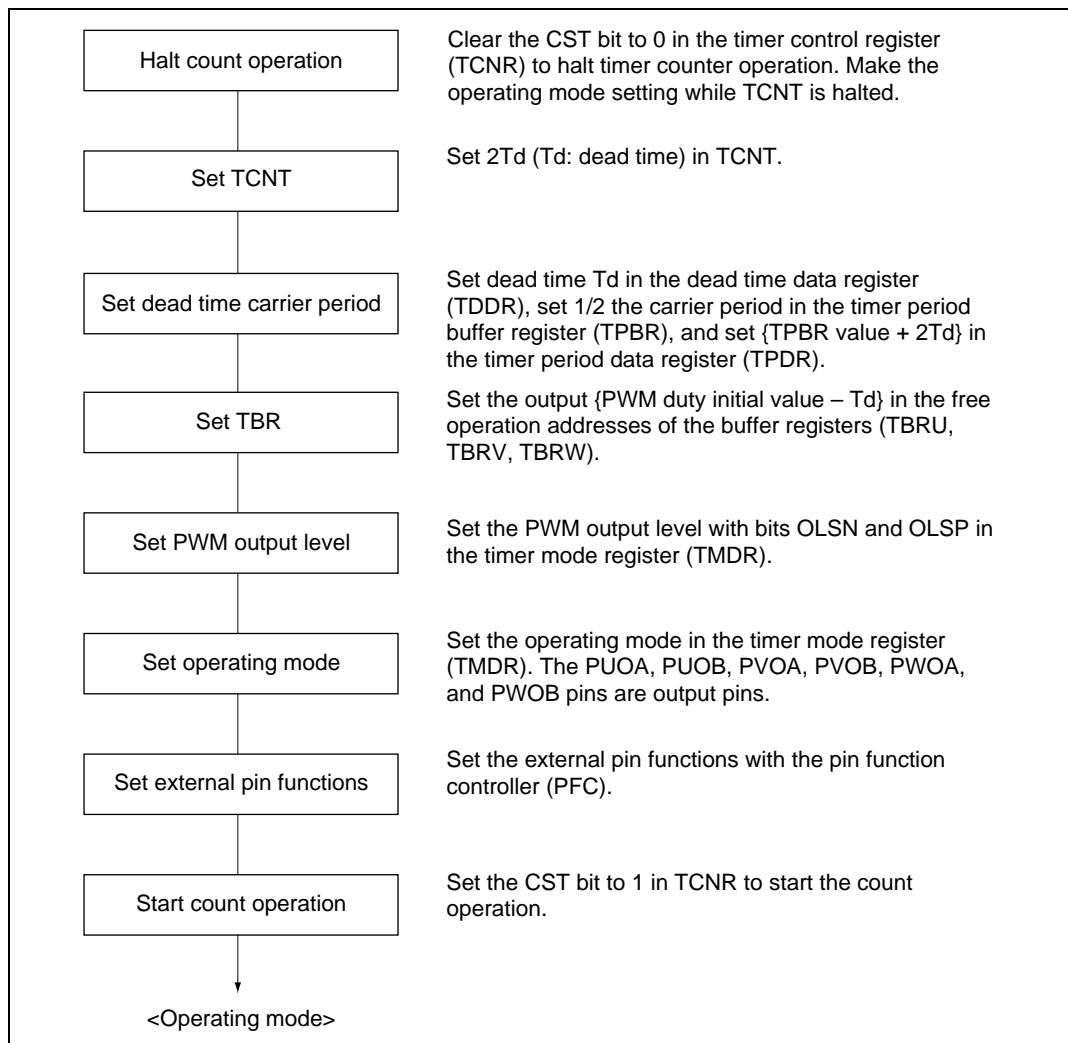 Halt count operation
Clear the CST bit to 0 in the timer control register
(TCNR) to halt timer counter operation. Make the
operating mode setting while TCNT is halted.
Set TCNT
Set 2Td (Td: dead time) in TCNT.
Set dead time carrier period
Set dead time Td in the dead time data register
(TDDR), set 1/2 the carrier period in the timer period
buffer register (TPBR), and set {TPBR value + 2Td} in
the timer period data register (TPDR).
Set TBR
Set the output {PWM duty initial value – Td} in the free
operation addresses of the buffer registers (TBRU,
TBRV, TBRW).
Set PWM output level
Set the PWM output level with bits OLSN and OLSP in
the timer mode register (TMDR).
Set operating mode
Set the operating mode in the timer mode register
(TMDR). The PUOA, PUOB, PVOA, PVOB, PWOA,
and PWOB pins are output pins.
Set external pin functions
Set the external pin functions with the pin function
controller (PFC).
Start count operation
Set the CST bit to 1 in TCNR to start the count
operation.
<Operating mode>